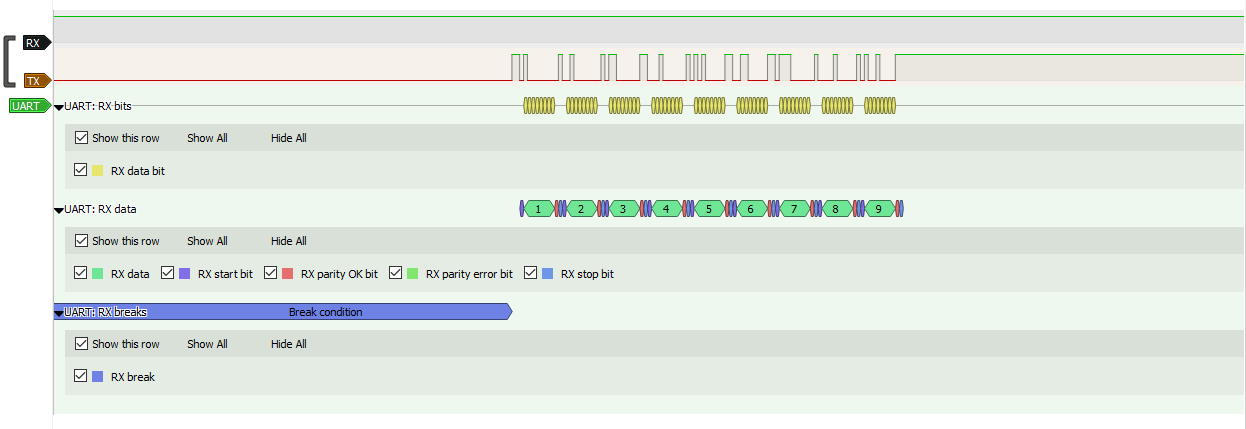 RX
TX
UART
UART: RX bits
Show this row Show All Hide All
RX data bit
UART: RX data
1 2 3 4 5 6 7 8 9
Show this row Show All Hide All
RX data RX start bit RX parity OK bit RX parity error bit RX stop bit
UART: RX breaks Break condition
Show this row Show All Hide All
RX break